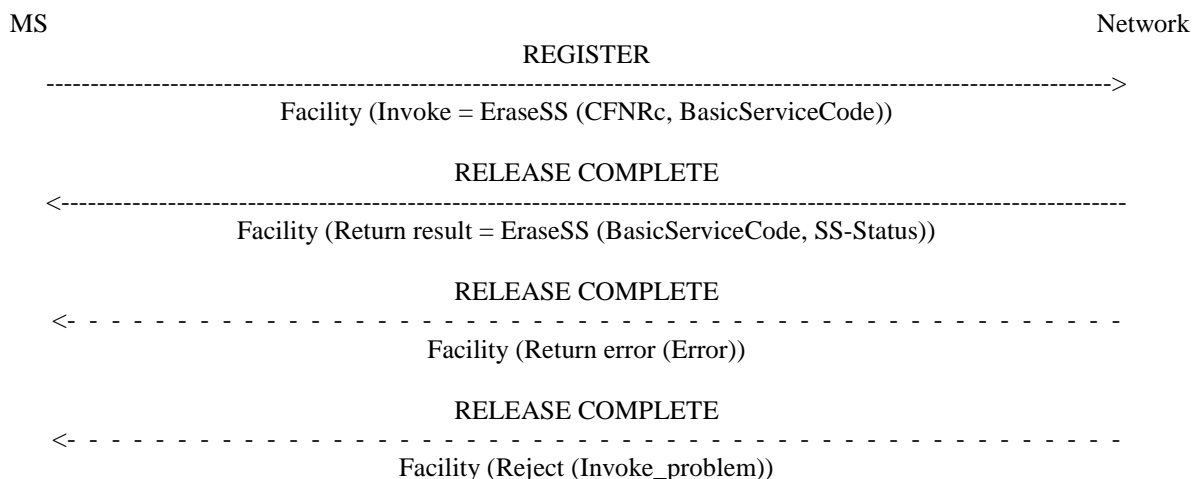 MS Network
REGISTER
Facility (Invoke = EraseSS (CFNRc, BasicServiceCode))
RELEASE COMPLETE
Facility (Return result = EraseSS (BasicServiceCode, SS-Status))
RELEASE COMPLETE
Facility (Return error (Error))
RELEASE COMPLETE
Facility (Reject (Invoke_problem))